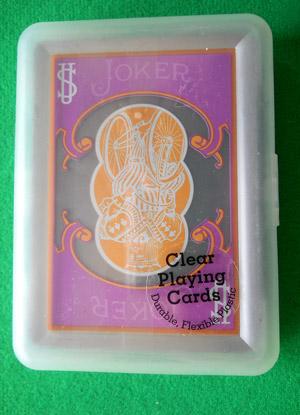 JOKER
Clear
Playing
Cards
Durable, Flexible plastic
JOKER